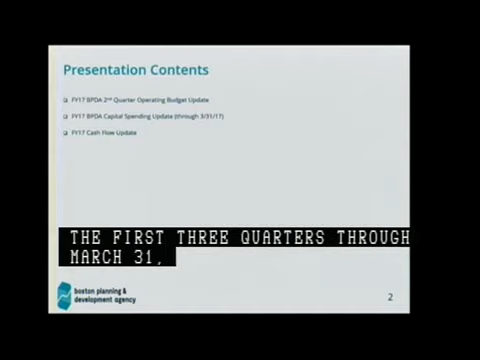 Presentation Contents
❑ FY17 BPDA 2nd Quarter Operating Budget Update
❑ FY17 BPDA Capital Spending Update (through 3/31/17)
❑ FY17 Cash Flow Update
THE FIRST THREE QUARTERS THROUGH
MARCH 31,
boston planning &
development agency
2